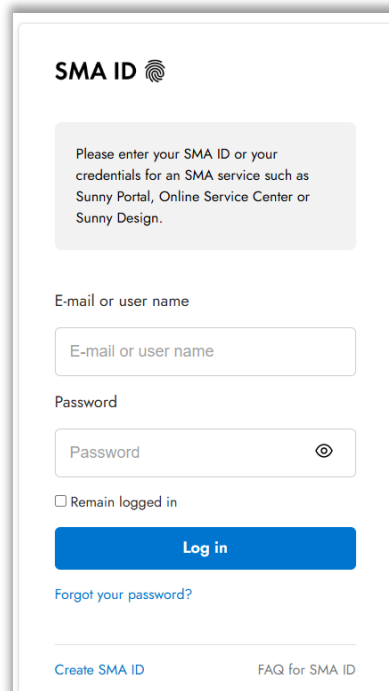 SMA ID
Please enter your SMA ID or your
credentials for an SMA service such as
Sunny Portal, Online Service Center or
Sunny Design.
E-mail or user name
E-mail or user name
Password
Password
Remain logged in
Log in
Forgot your password?
Create SMA ID
FAQ for SMA ID